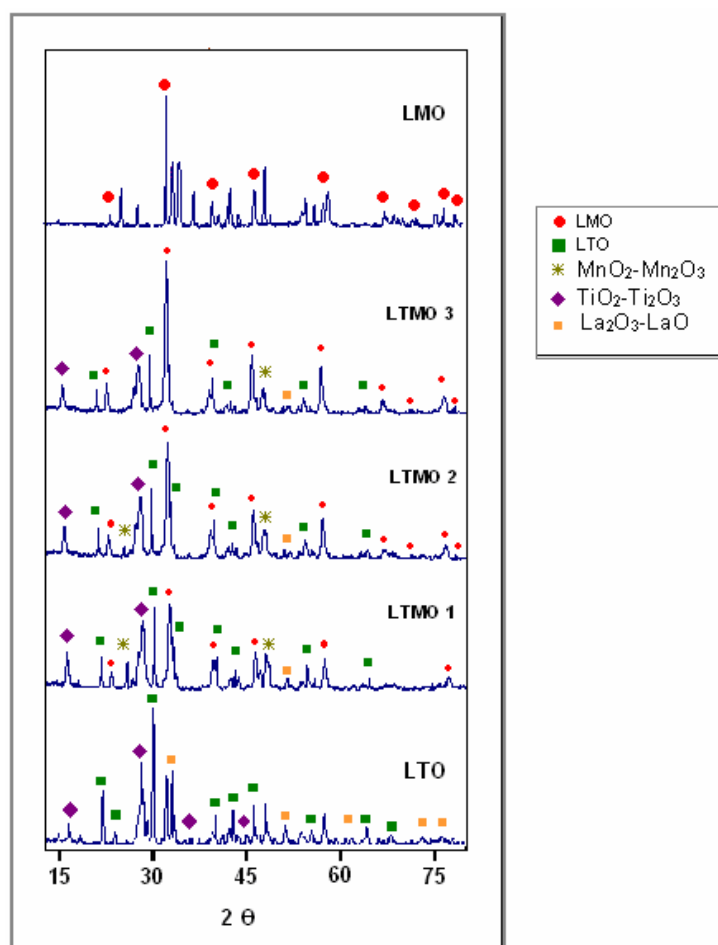 LMO
LTMO 3
LTMO 2
LTMO 1
LTO
15 30 45 60 75
2 Θ
LMO
LTO
MnO₂-Mn₂O₃
TiO₂-Ti₂O₃
La₂O₃-LaO